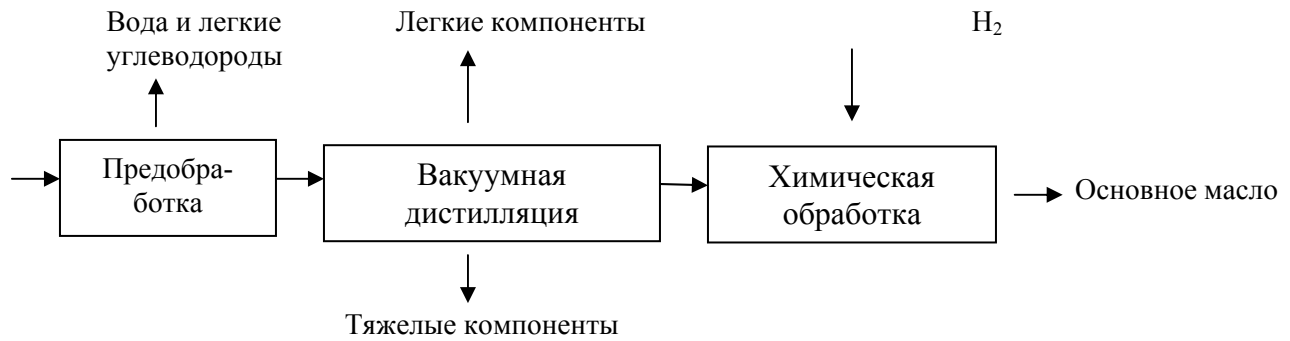 Вода и легкие
углеводороды
Легкие компоненты
H₂
Предобра-
ботка
Вакуумная
дистилляция
Химическая
обработка
Основное масло
Тяжелые компоненты